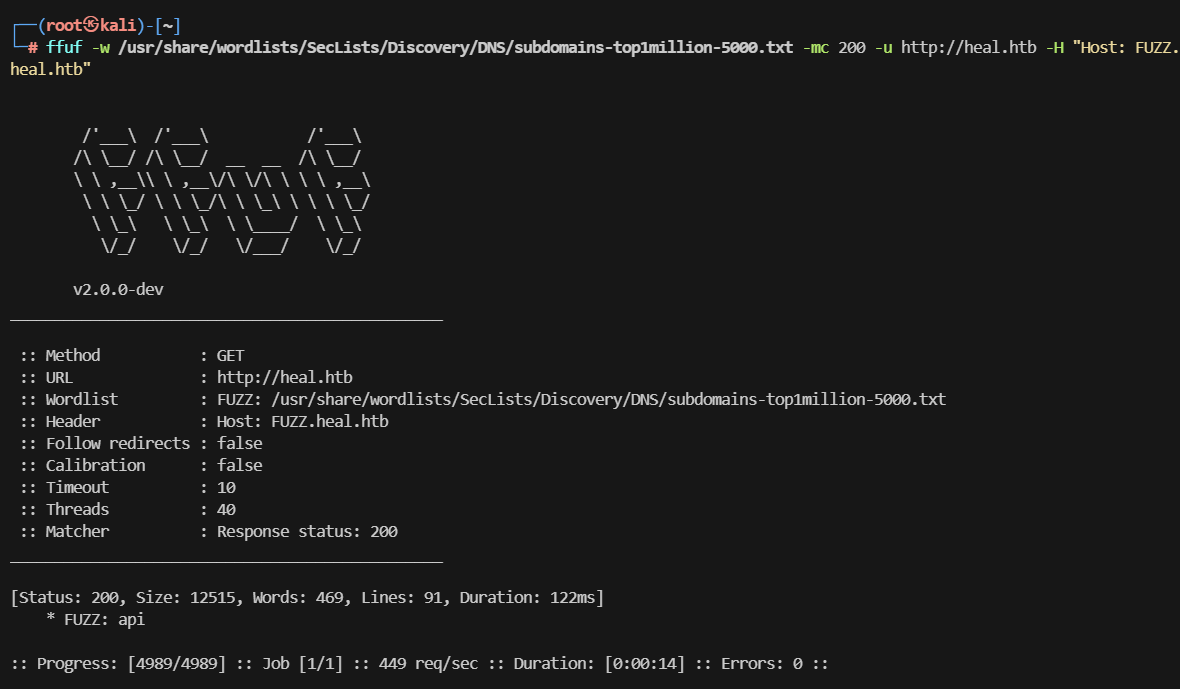 ┌──(root㉿kali)-[~]
└─# ffuf -w /usr/share/wordlists/SecLists/Discovery/DNS/subdomains-top1million-5000.txt -mc 200 -u http://heal.htb -H "Host: FUZZ.
heal.htb"

        /'___\  /'___\           /'___\
       /\ \__/ /\ \__/  __  __  /\ \__/
       \ \ ,__\\ \ ,__\/\ \/\ \ \ \ ,__\
        \ \ \_/ \ \ \_/\ \ \_\ \ \ \ \_/
         \ \_\   \ \_\  \ \____/  \ \_\
          \/_/    \/_/   \/___/    \/_/

       v2.0.0-dev
________________________________________________

 :: Method           : GET
 :: URL              : http://heal.htb
 :: Wordlist         : FUZZ: /usr/share/wordlists/SecLists/Discovery/DNS/subdomains-top1million-5000.txt
 :: Header           : Host: FUZZ.heal.htb
 :: Follow redirects : false
 :: Calibration      : false
 :: Timeout          : 10
 :: Threads          : 40
 :: Matcher          : Response status: 200
________________________________________________

[Status: 200, Size: 12515, Words: 469, Lines: 91, Duration: 122ms]
    * FUZZ: api

:: Progress: [4989/4989] :: Job [1/1] :: 449 req/sec :: Duration: [0:00:14] :: Errors: 0 ::